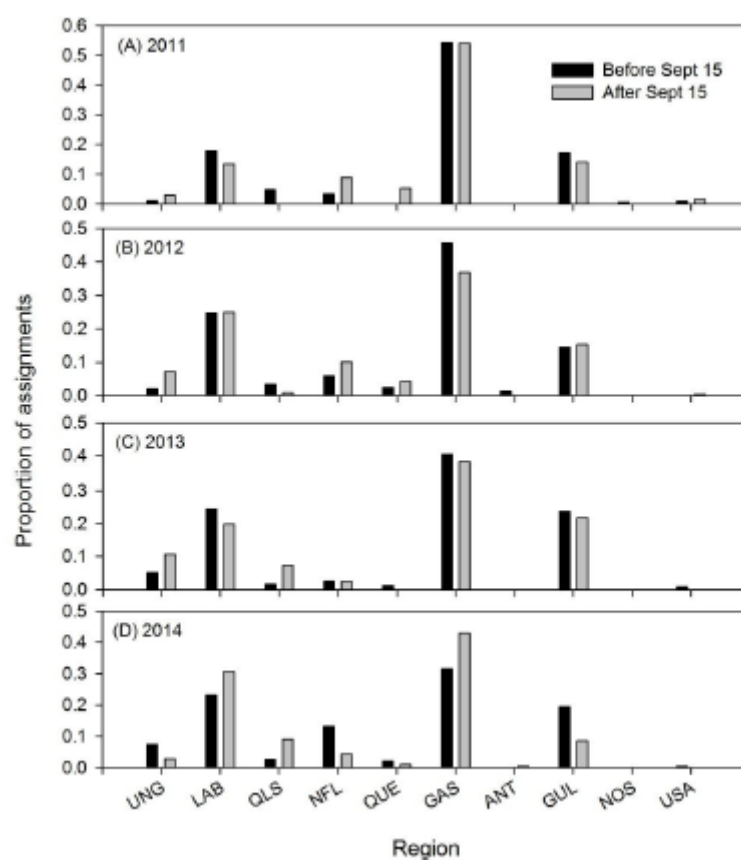 0.6
(A) 2011
Before Sept 15
0.5
After Sept 15
0.4
0.3
0.2
0.1
0.0
0.5
(B) 2012
0.4
0.3
0.2
0.1
0.0
Proportion of assignments
0.5
(C) 2013
0.4
0.3
0.2
0.1
0.0
0.5
(D) 2014
0.4
0.3
0.2
0.1
0.0
UNG LAB QLS NFL QUE GAS ANT GUL NOS USA
Region